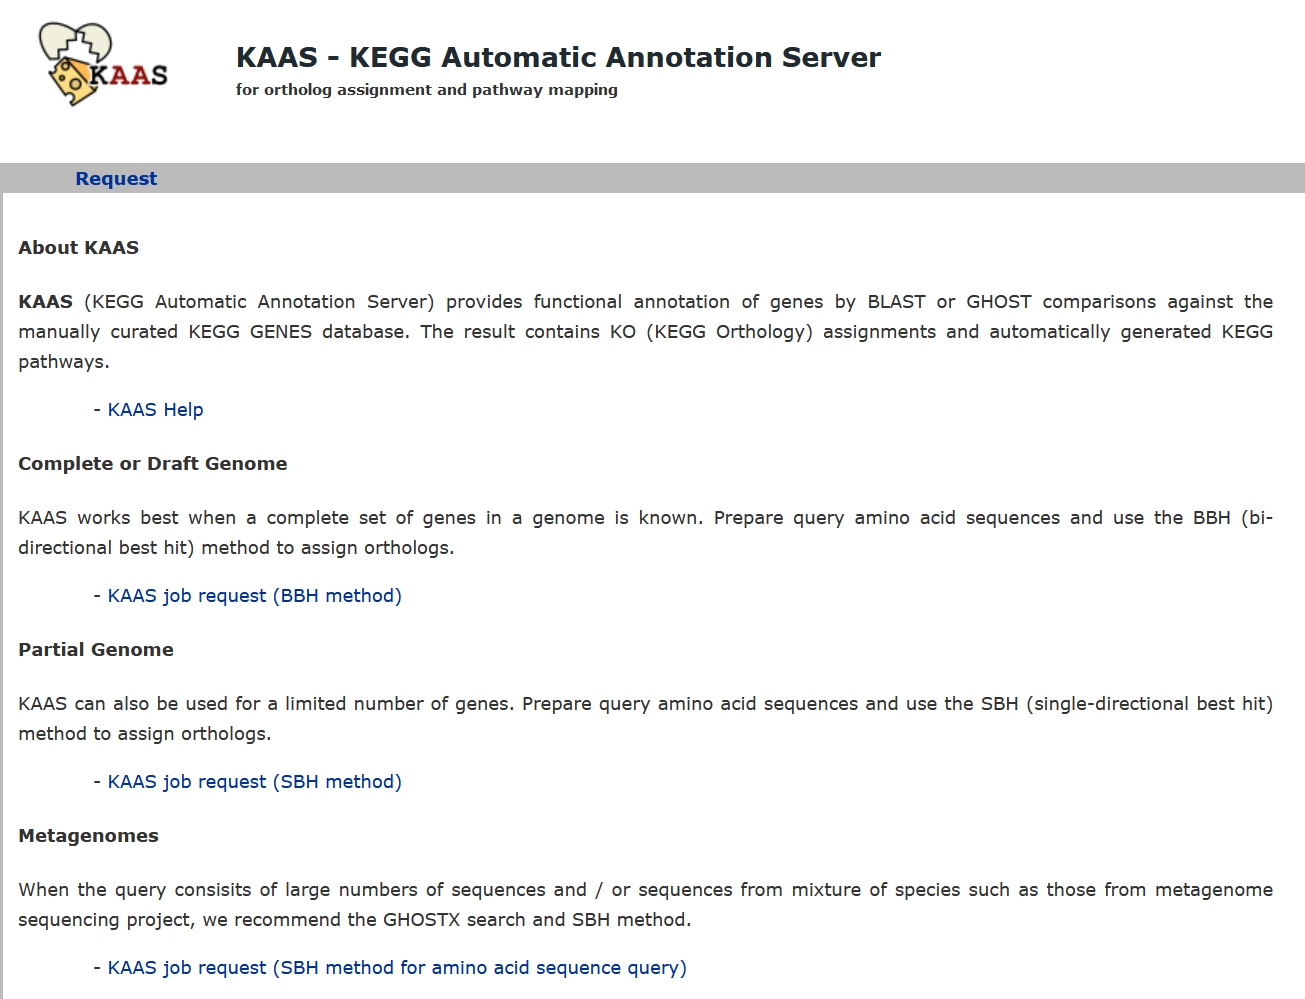 KAAS
KAAS - KEGG Automatic Annotation Server
for ortholog assignment and pathway mapping
Request
About KAAS
KAAS (KEGG Automatic Annotation Server) provides functional annotation of genes by BLAST or GHOST comparisons against the
manually curated KEGG GENES database. The result contains KO (KEGG Orthology) assignments and automatically generated KEGG
pathways.
- KAAS Help
Complete or Draft Genome
KAAS works best when a complete set of genes in a genome is known. Prepare query amino acid sequences and use the BBH (bi-
directional best hit) method to assign orthologs.
- KAAS job request (BBH method)
Partial Genome
KAAS can also be used for a limited number of genes. Prepare query amino acid sequences and use the SBH (single-directional best hit)
method to assign orthologs.
- KAAS job request (SBH method)
Metagenomes
When the query consisits of large numbers of sequences and / or sequences from mixture of species such as those from metagenome
sequencing project, we recommend the GHOSTX search and SBH method.
- KAAS job request (SBH method for amino acid sequence query)